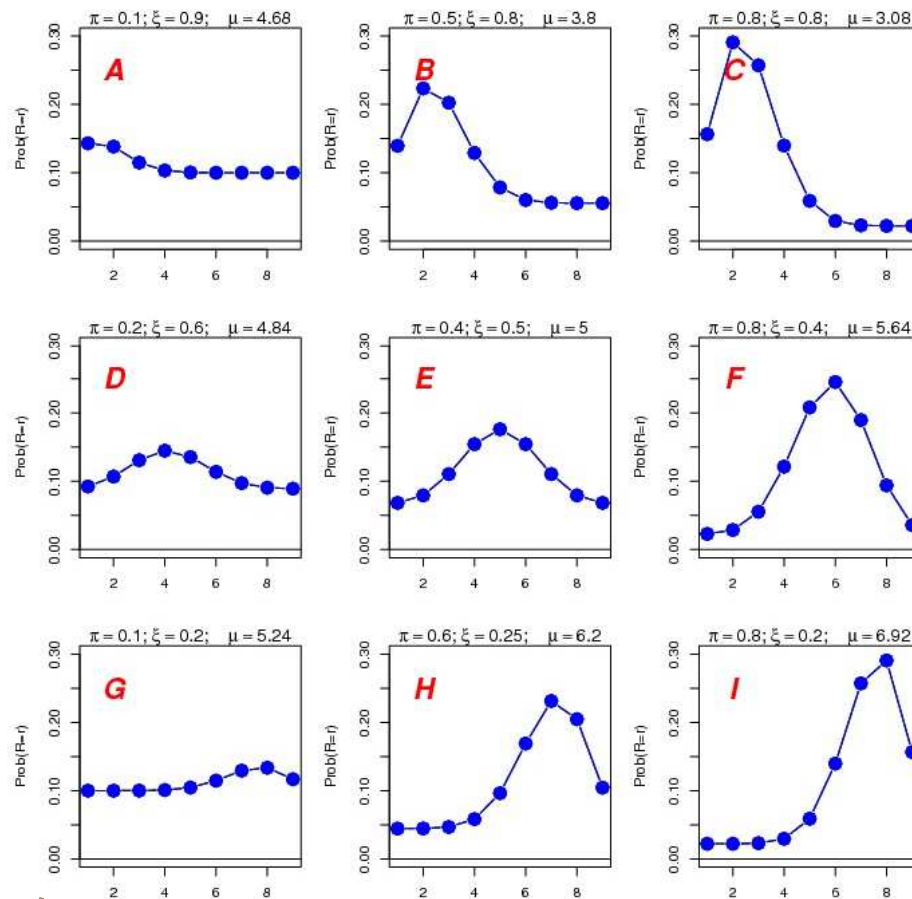 π = 0.1; ξ = 0.9; μ = 4.68
π = 0.5; ξ = 0.8; μ = 3.8
π = 0.8; ξ = 0.8; μ = 3.08
A
B
C
Prob(R=r)
Prob(R=r)
Prob(R=r)
0.30
0.20
0.10
0.00
0.30
0.20
0.10
0.00
0.30
0.20
0.10
0.00
2 4 6 8
2 4 6 8
2 4 6 8
π = 0.2; ξ = 0.6; μ = 4.84
π = 0.4; ξ = 0.5; μ = 5
π = 0.8; ξ = 0.4; μ = 5.64
D
E
F
Prob(R=r)
Prob(R=r)
Prob(R=r)
0.30
0.20
0.10
0.00
0.30
0.20
0.10
0.00
0.30
0.20
0.10
0.00
2 4 6 8
2 4 6 8
2 4 6 8
π = 0.1; ξ = 0.2; μ = 5.24
π = 0.6; ξ = 0.25; μ = 6.2
π = 0.8; ξ = 0.2; μ = 6.92
G
H
I
Prob(R=r)
Prob(R=r)
Prob(R=r)
0.30
0.20
0.10
0.00
0.30
0.20
0.10
0.00
0.30
0.20
0.10
0.00
2 4 6 8
2 4 6 8
2 4 6 8